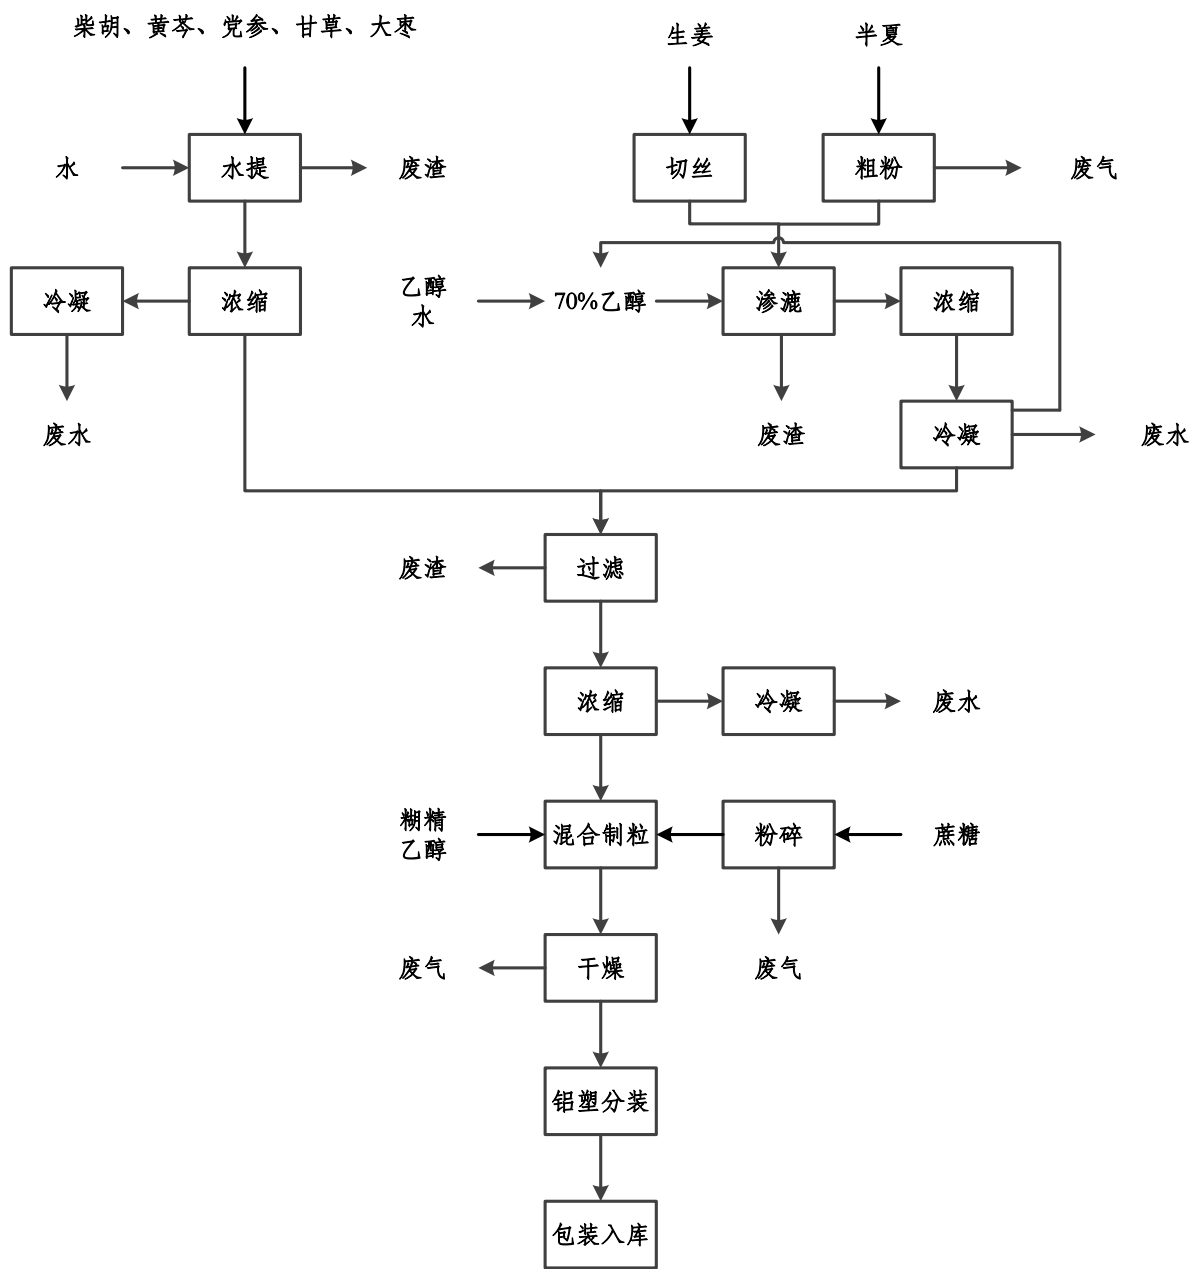 柴胡、黄芩、党参、甘草、大枣
生姜
半夏
水
水提
废渣
切丝
粗粉
废气
冷凝
浓缩
乙醇
水
70%乙醇
渗漉
浓缩
废水
废渣
冷凝
废水
废渣
过滤
浓缩
冷凝
废水
糊精
乙醇
混合制粒
粉碎
蔗糖
废气
干燥
废气
铝塑分装
包装入库